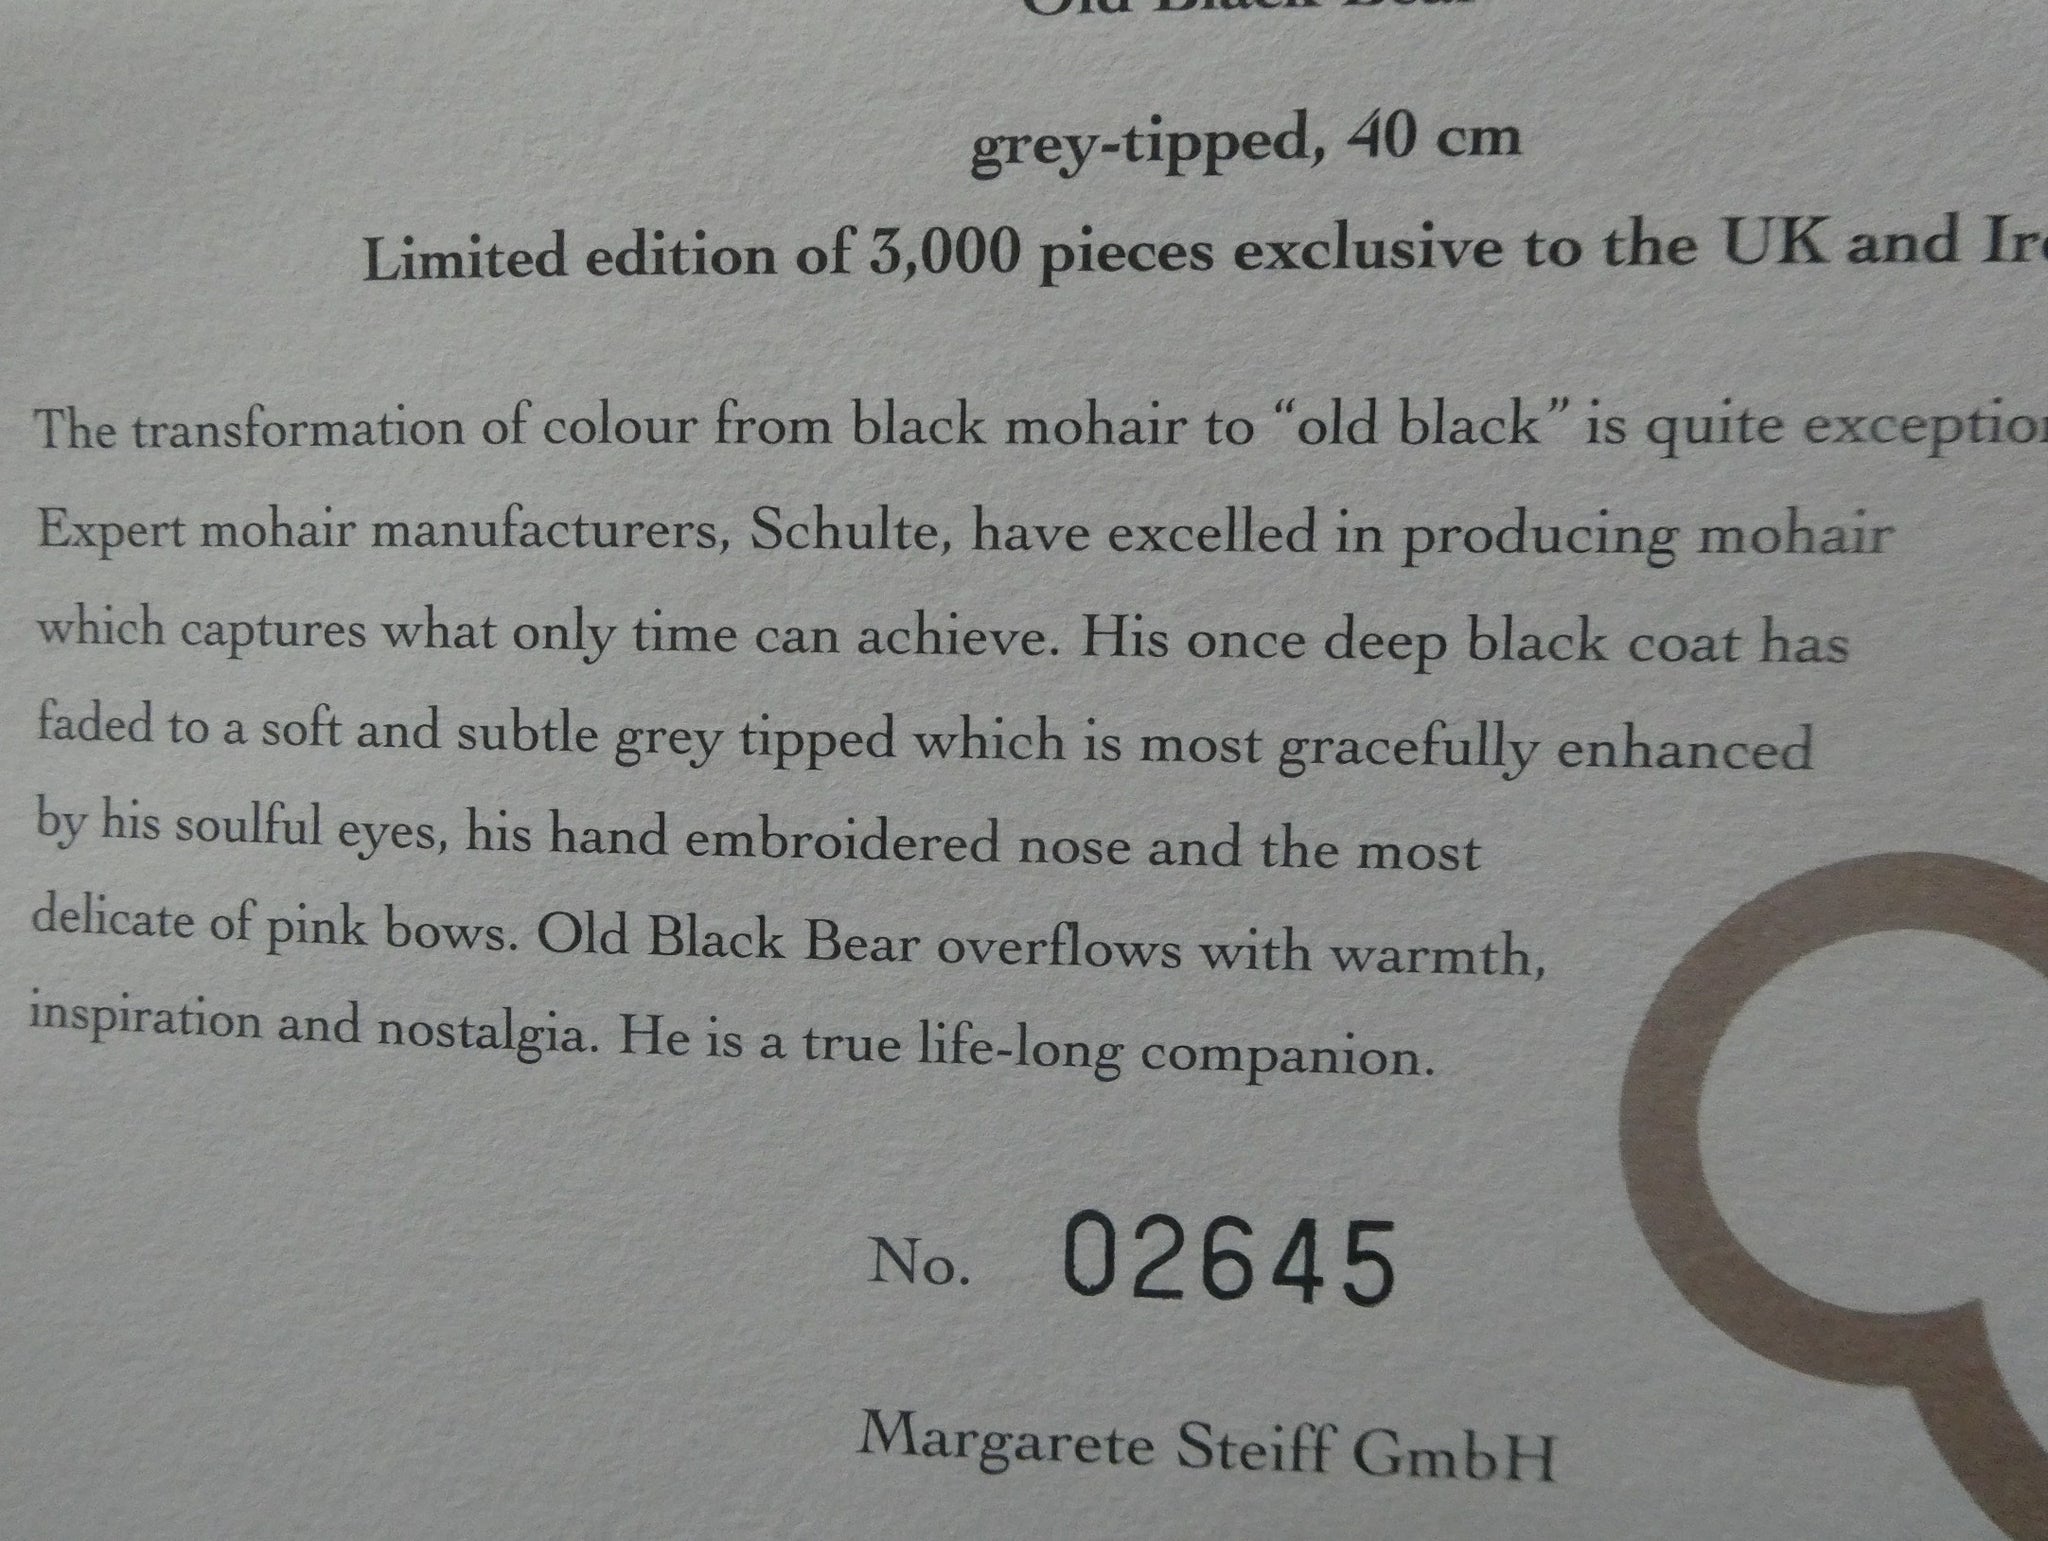 Old Black Bear
grey-tipped, 40 cm
Limited edition of 3,000 pieces exclusive to the UK and
The transformation of colour from black mohair to “old black” is quite
Expert mohair manufacturers, Schulte, have excelled in producing mohair
which captures what only time can achieve. His once deep black coat has
faded to a soft and subtle grey tipped which is most gracefully enhanced
by his soulful eyes, his hand embroidered nose and the most
delicate of pink bows. Old Black Bear overflows with warmth,
inspiration and nostalgia. He is a true life-long companion.
No. 02645
Margarete Steiff GmbH